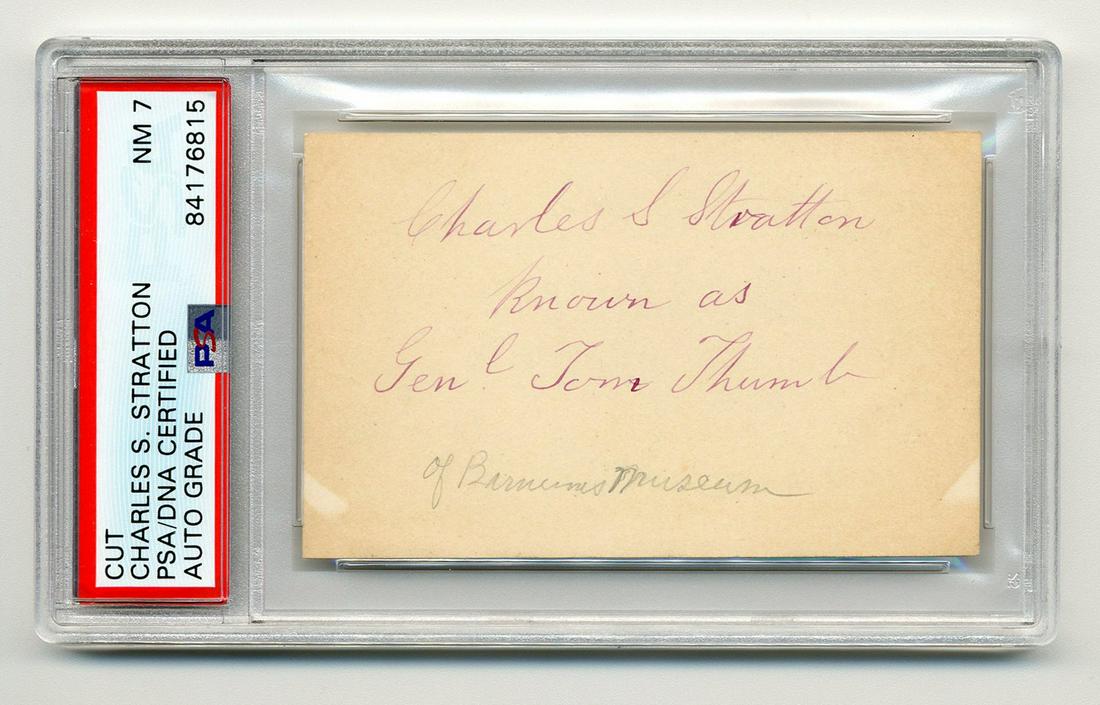 CUT
CHARLES S. STRATTON
PSA/DNA CERTIFIED
AUTO GRADE
NM 7
84176815
PSA
Charles S Stratton
Known as
Genl Tom Thumb
of Barnums Museum